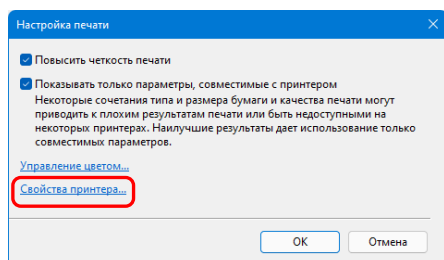 Настройка печати
Повысить четкость печати
Показывать только параметры, совместимые с принтером
Некоторые сочетания типа и размера бумаги и качества печати могут
приводить к плохим результатам печати или быть недоступными на
некоторых принтерах. Наилучшие результаты дает использование только
совместимых параметров.
Управление цветом...
Свойства принтера...
ОК
Отмена